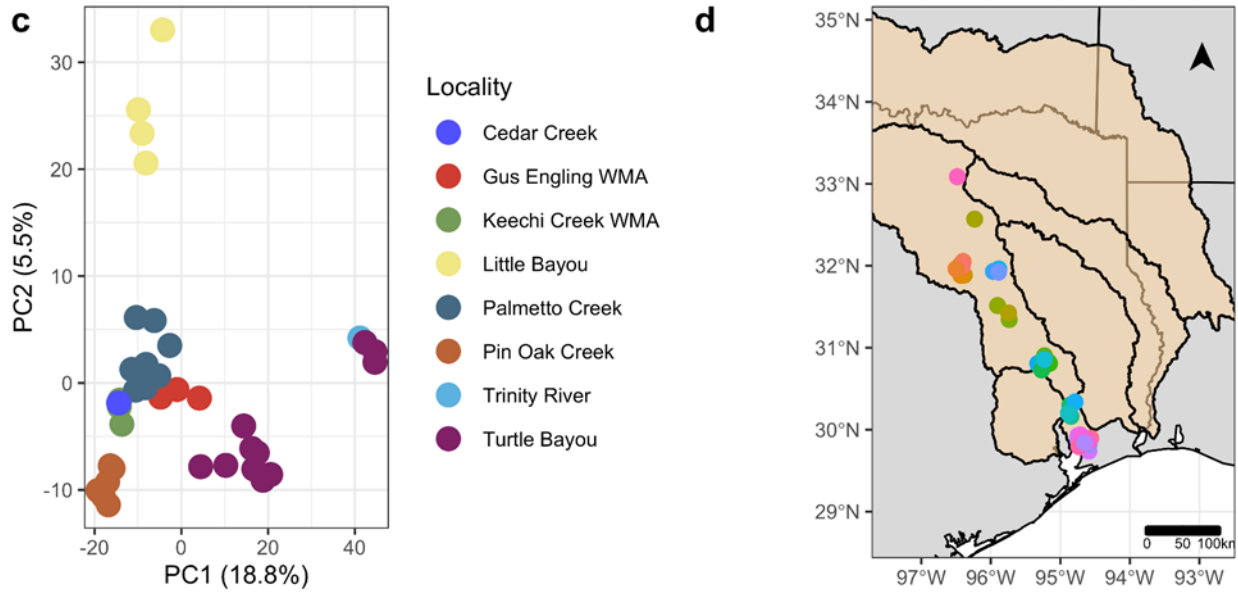 c
30
20
10
0
-10
PC2 (5.5%)
-20 0 20 40
PC1 (18.8%)
Locality
Cedar Creek
Gus Engling WMA
Keechi Creek WMA
Little Bayou
Palmetto Creek
Pin Oak Creek
Trinity River
Turtle Bayou
d
35°N
34°N
33°N
32°N
31°N
30°N
29°N
0 50 100km
97°W 96°W 95°W 94°W 93°W